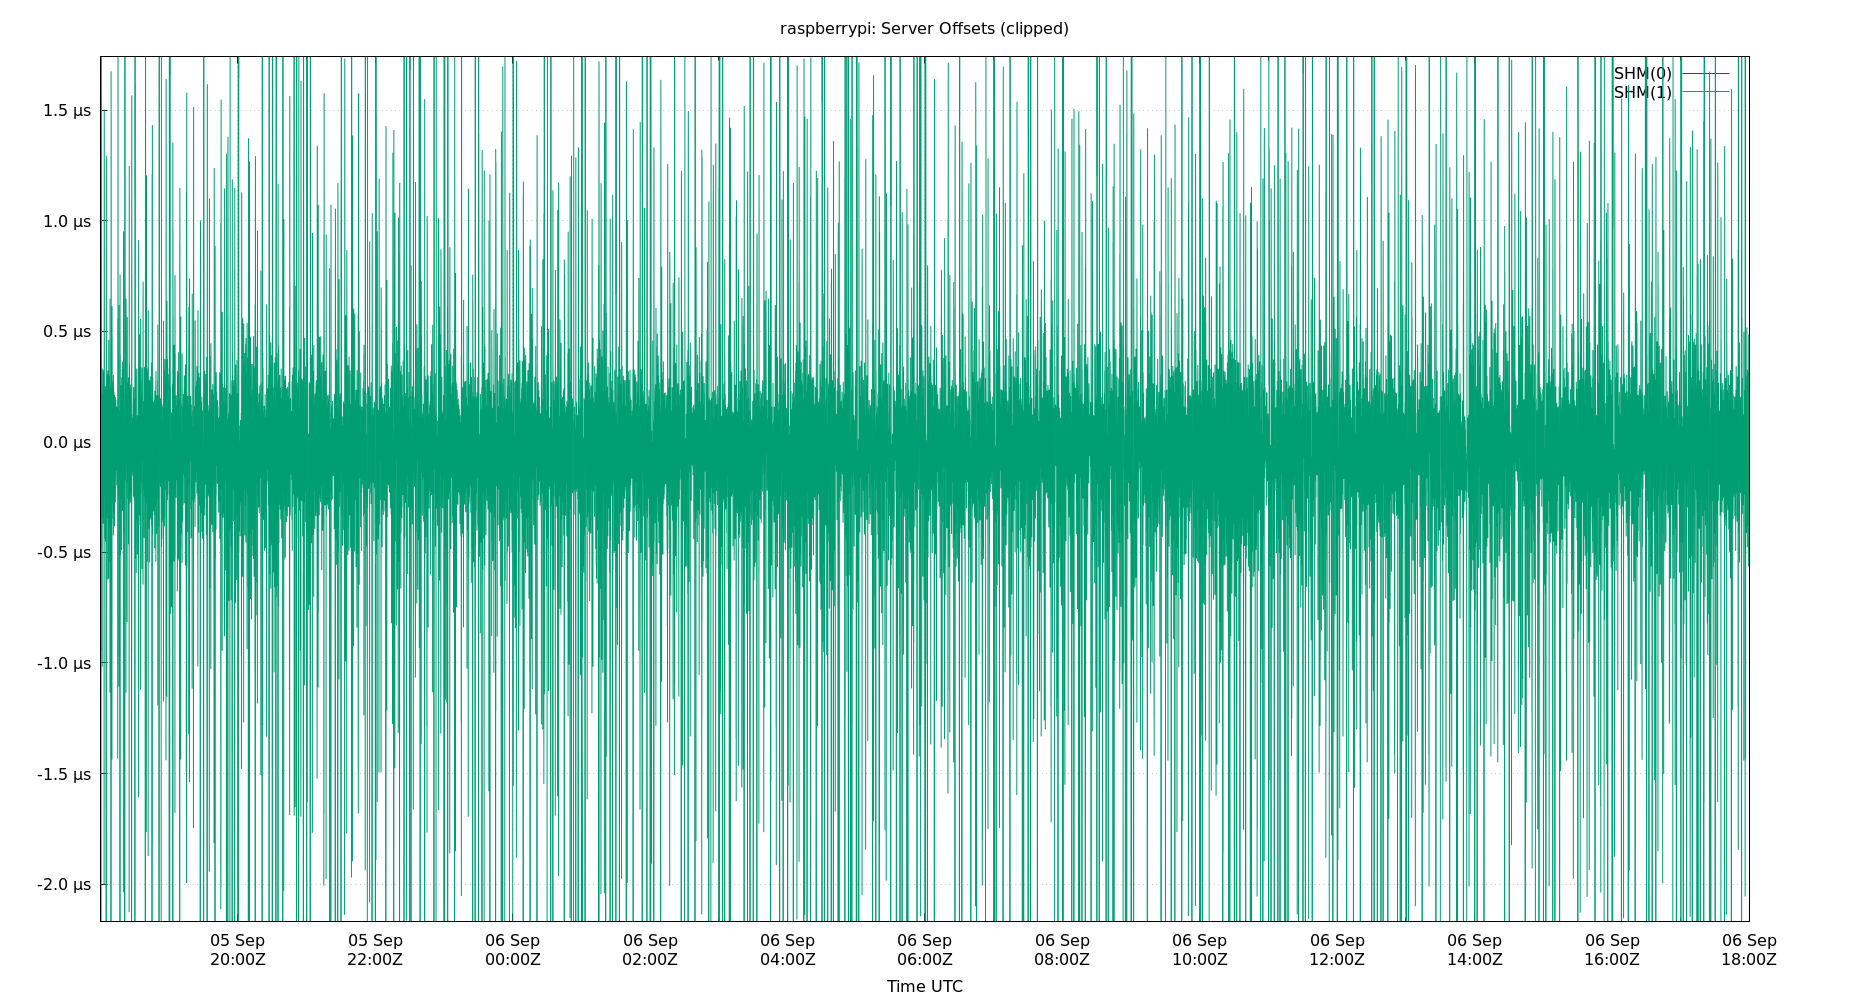 raspberrypi: Server Offsets (clipped)
SHM(0)
SHM(1)
1.5 µs
1.0 µs
0.5 µs
0.0 µs
-0.5 µs
-1.0 µs
-1.5 µs
-2.0 µs
05 Sep 05 Sep 06 Sep 06 Sep 06 Sep 06 Sep 06 Sep 06 Sep 06 Sep 06 Sep 06 Sep 06 Sep
20:00Z 22:00Z 00:00Z 02:00Z 04:00Z 06:00Z 08:00Z 10:00Z 12:00Z 14:00Z 16:00Z 18:00Z
Time UTC